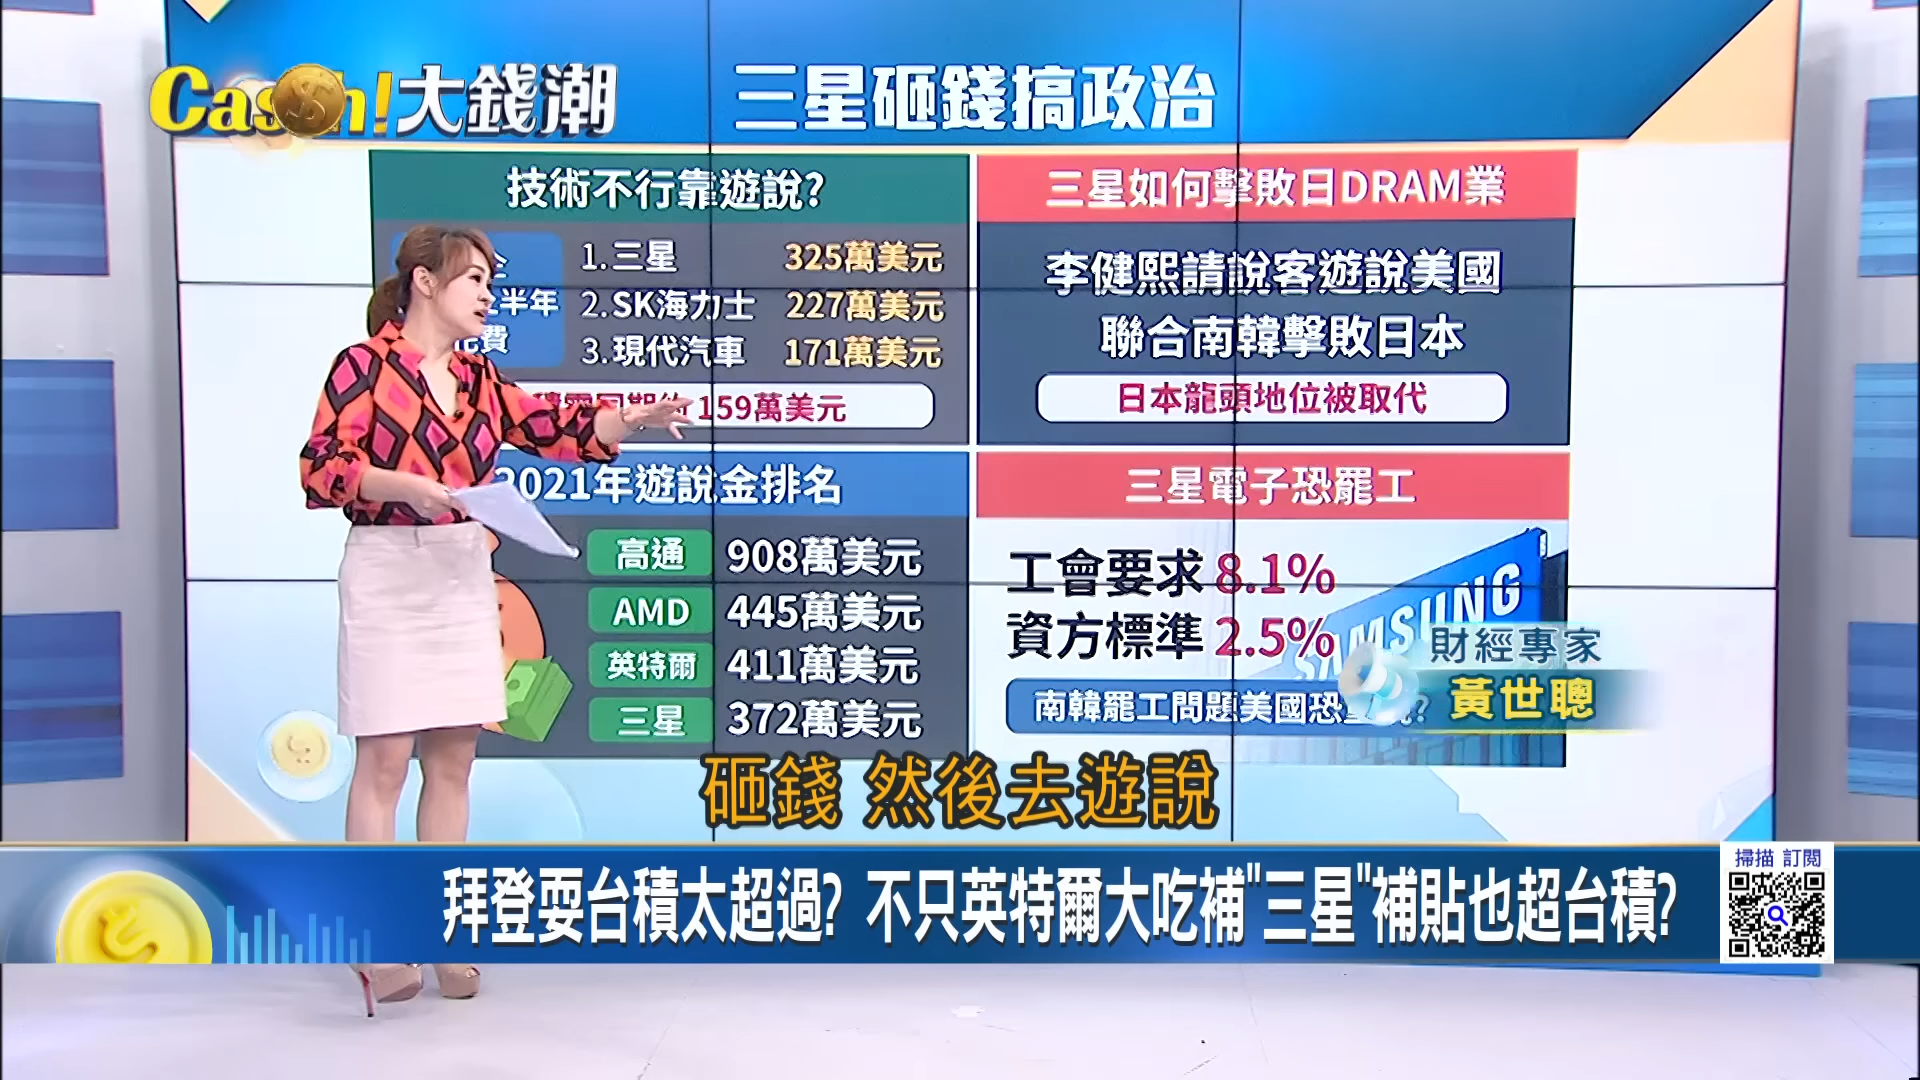 Cash!大錢潮
三星砸錢搞政治
技術不行靠遊說?
半年
花費
1.三星 325萬美元
2.SK海力士 227萬美元
3.現代汽車 171萬美元
積電同期約159萬美元
三星如何擊敗日DRAM業
李健熙請說客遊說美國
聯合南韓擊敗日本
日本龍頭地位被取代
2021年遊說金排名
高通 908萬美元
AMD 445萬美元
英特爾 411萬美元
三星 372萬美元
三星電子恐罷工
工會要求 8.1%
資方標準 2.5%
SAMSUNG
南韓罷工問題美國恐
財經專家
黃世聰
砸錢 然後去遊說
拜登耍台積太超過? 不只英特爾大吃補"三星"補貼也超台積?
掃描 訂閱